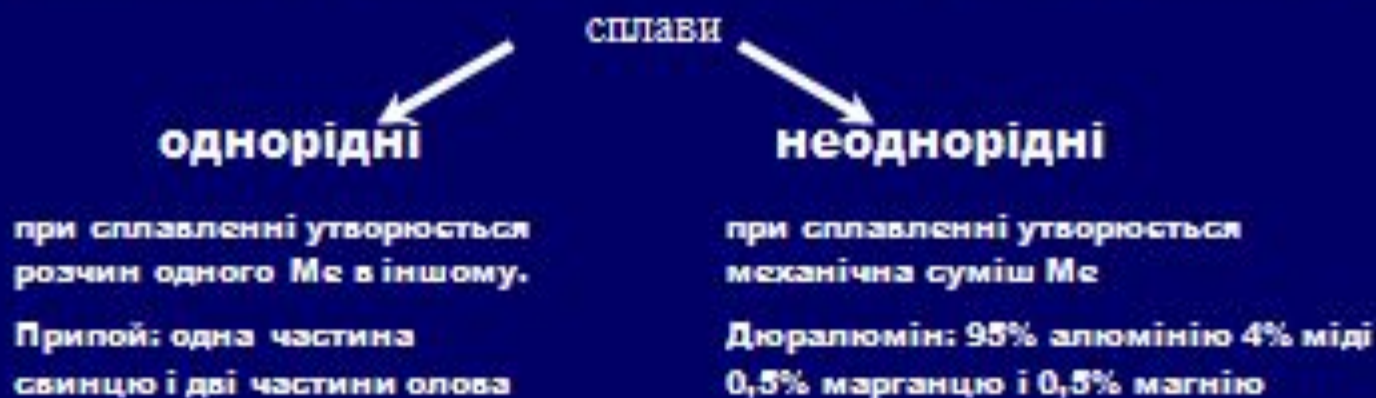 сплави
однорідні
неоднорідні
при сплавленні утворюється
розчин одного Ме в іншому.
Припой: одна частина
свинцю і дві частини олова
при сплавленні утворюється
механічна суміш Ме
Дюралюмін: 95% алюмінію 4% міді
0,5% марганцю і 0,5% магнію